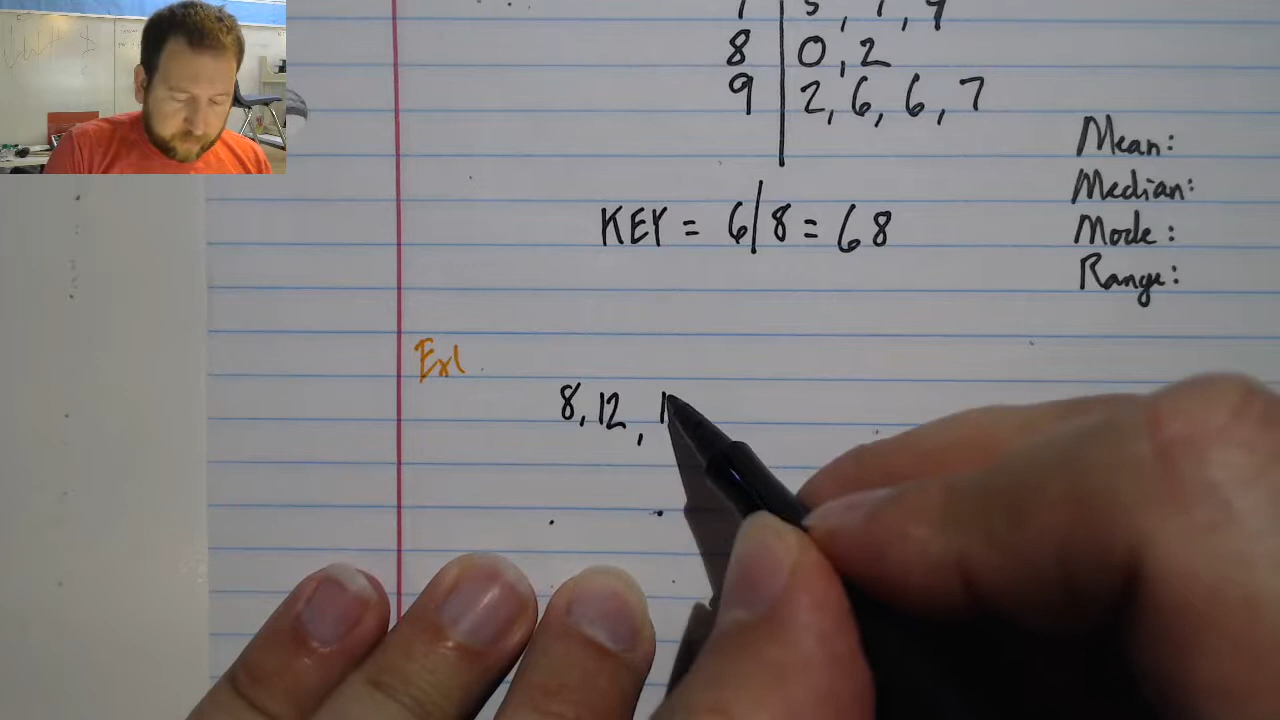 8 | 0, 2
9 | 2, 6, 6, 7
Mean:
Median:
Mode:
Range:
KEY = 6|8 = 68
Ex1
8, 12, 1